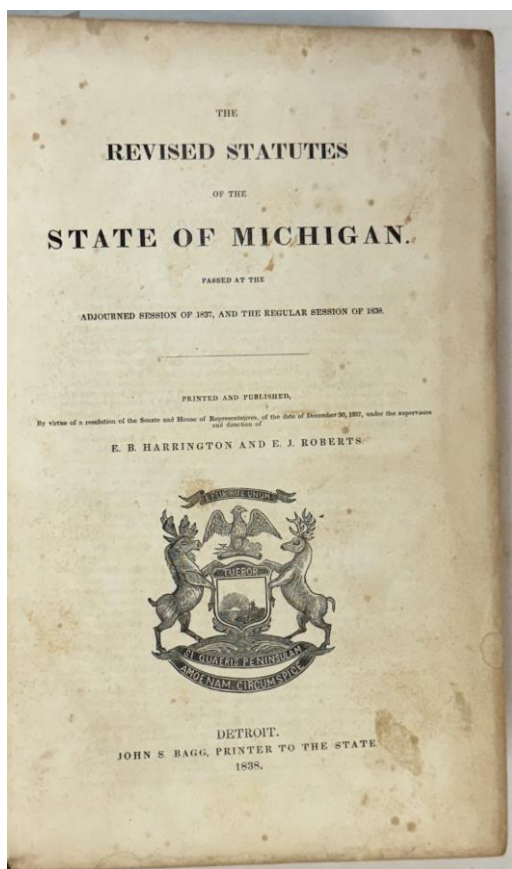 THE
REVISED STATUTES
OF THE
STATE OF MICHIGAN.
PASSED AT THE
ADJOURNED SESSION OF 1837, AND THE REGULAR SESSION OF 1838.
PRINTED AND PUBLISHED,
By virtue of a resolution of the Senate and House of Representatives, of the date of December 30, 1837, under the supervision
and direction of
E. B. HARRINGTON AND E. J. ROBERTS.
E PLURIBUS UNUM
TUEBOR
SI QUAERIS PENINSULAM
AMOENAM, CIRCUMSPICE
DETROIT.
JOHN S. BAGG, PRINTER TO THE STATE
1838.